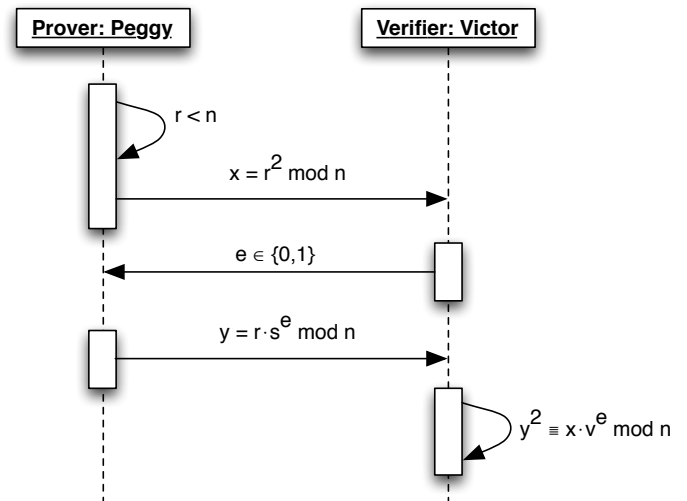 Prover: Peggy
Verifier: Victor
r < n
x = r² mod n
e ∈ {0,1}
y = r·sᵉ mod n
y² ≡ x·vᵉ mod n